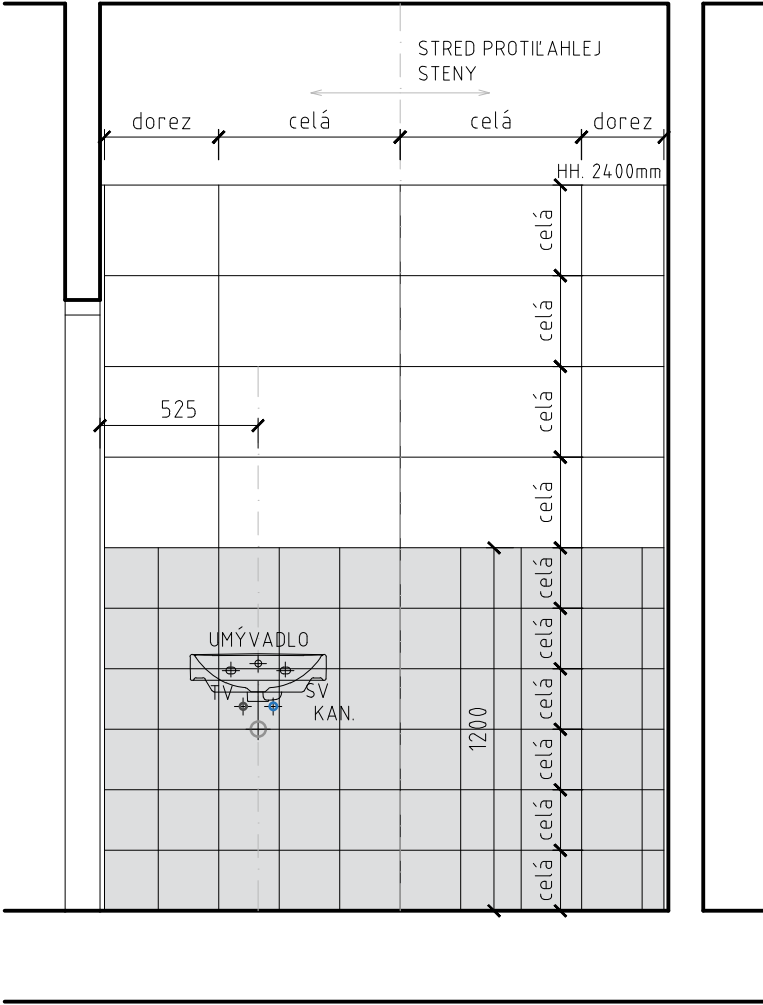 STRED PROTIĽAHLEJ
STENY
dorez
celá
celá
dorez
HH. 2400mm
celá
celá
celá
celá
525
celá
celá
celá
celá
celá
celá
1200
UMÝVADLO
TV
SV
KAN.